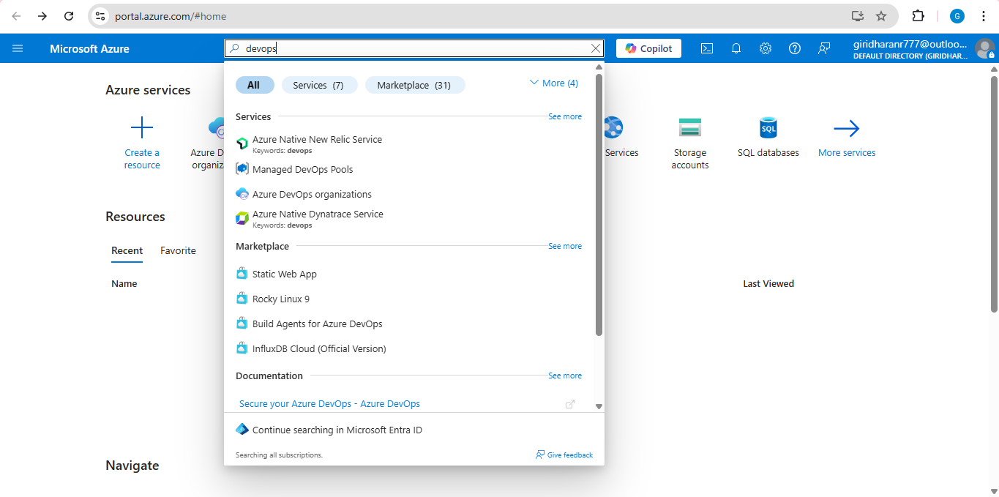 portal.azure.com/#home
G
Microsoft Azure
devops
Copilot
giridharanr777@outloo...
DEFAULT DIRECTORY (GIRIDHAR...
All
Services (7)
Marketplace (31)
More (4)
Azure services
Services
See more
Create a
resource
Azure D
organiz
Azure Native New Relic Service
Keywords: devops
Managed DevOps Pools
Azure DevOps organizations
Azure Native Dynatrace Service
Keywords: devops
Services
Storage
accounts
SQL
SQL databases
More services
Resources
Recent
Favorite
Name
Last Viewed
Marketplace
See more
Static Web App
Rocky Linux 9
Build Agents for Azure DevOps
InfluxDB Cloud (Official Version)
Documentation
See more
Secure your Azure DevOps - Azure DevOps
Continue searching in Microsoft Entra ID
Searching all subscriptions.
Give feedback
Navigate